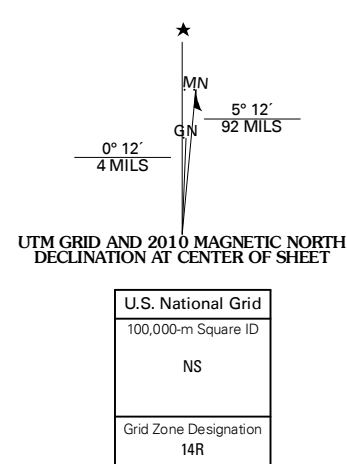 MN
GN
5° 12´
92 MILS
0° 12´
4 MILS
UTM GRID AND 2010 MAGNETIC NORTH
DECLINATION AT CENTER OF SHEET
U.S. National Grid
100,000-m Square ID
NS
Grid Zone Designation
14R